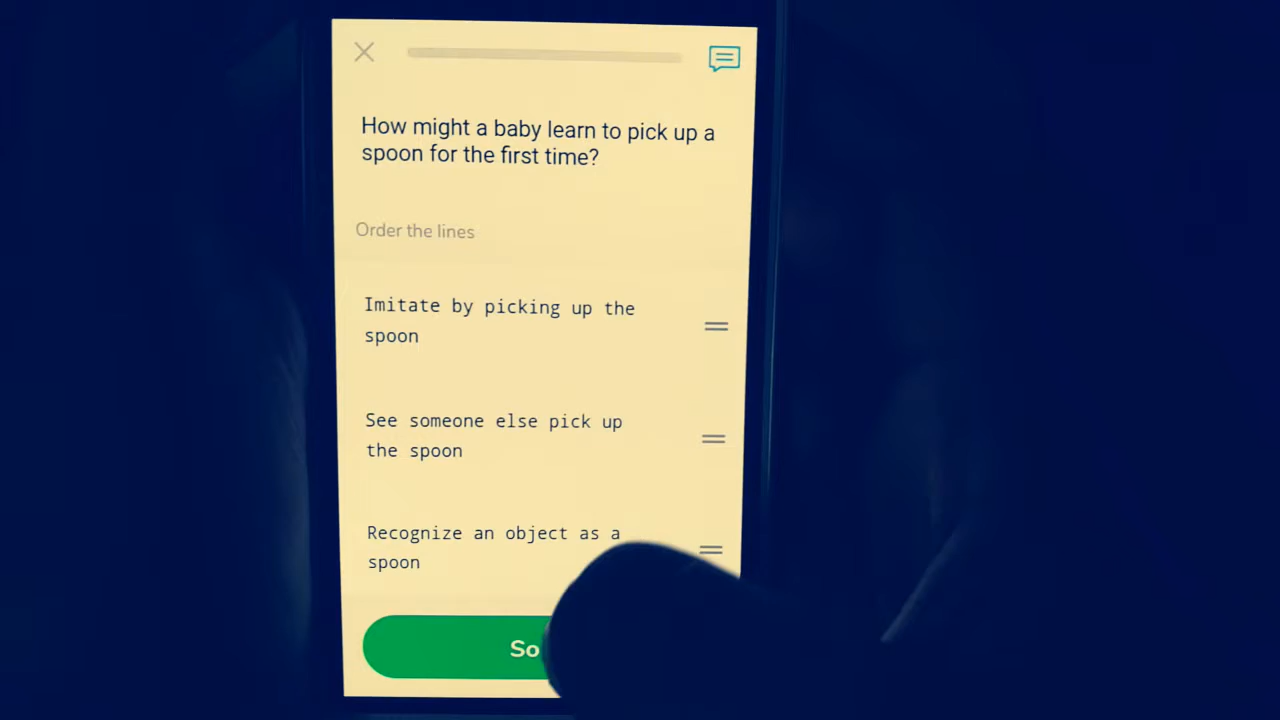 How might a baby learn to pick up a
spoon for the first time?
Order the lines
Imitate by picking up the
spoon
See someone else pick up
the spoon
Recognize an object as a
spoon